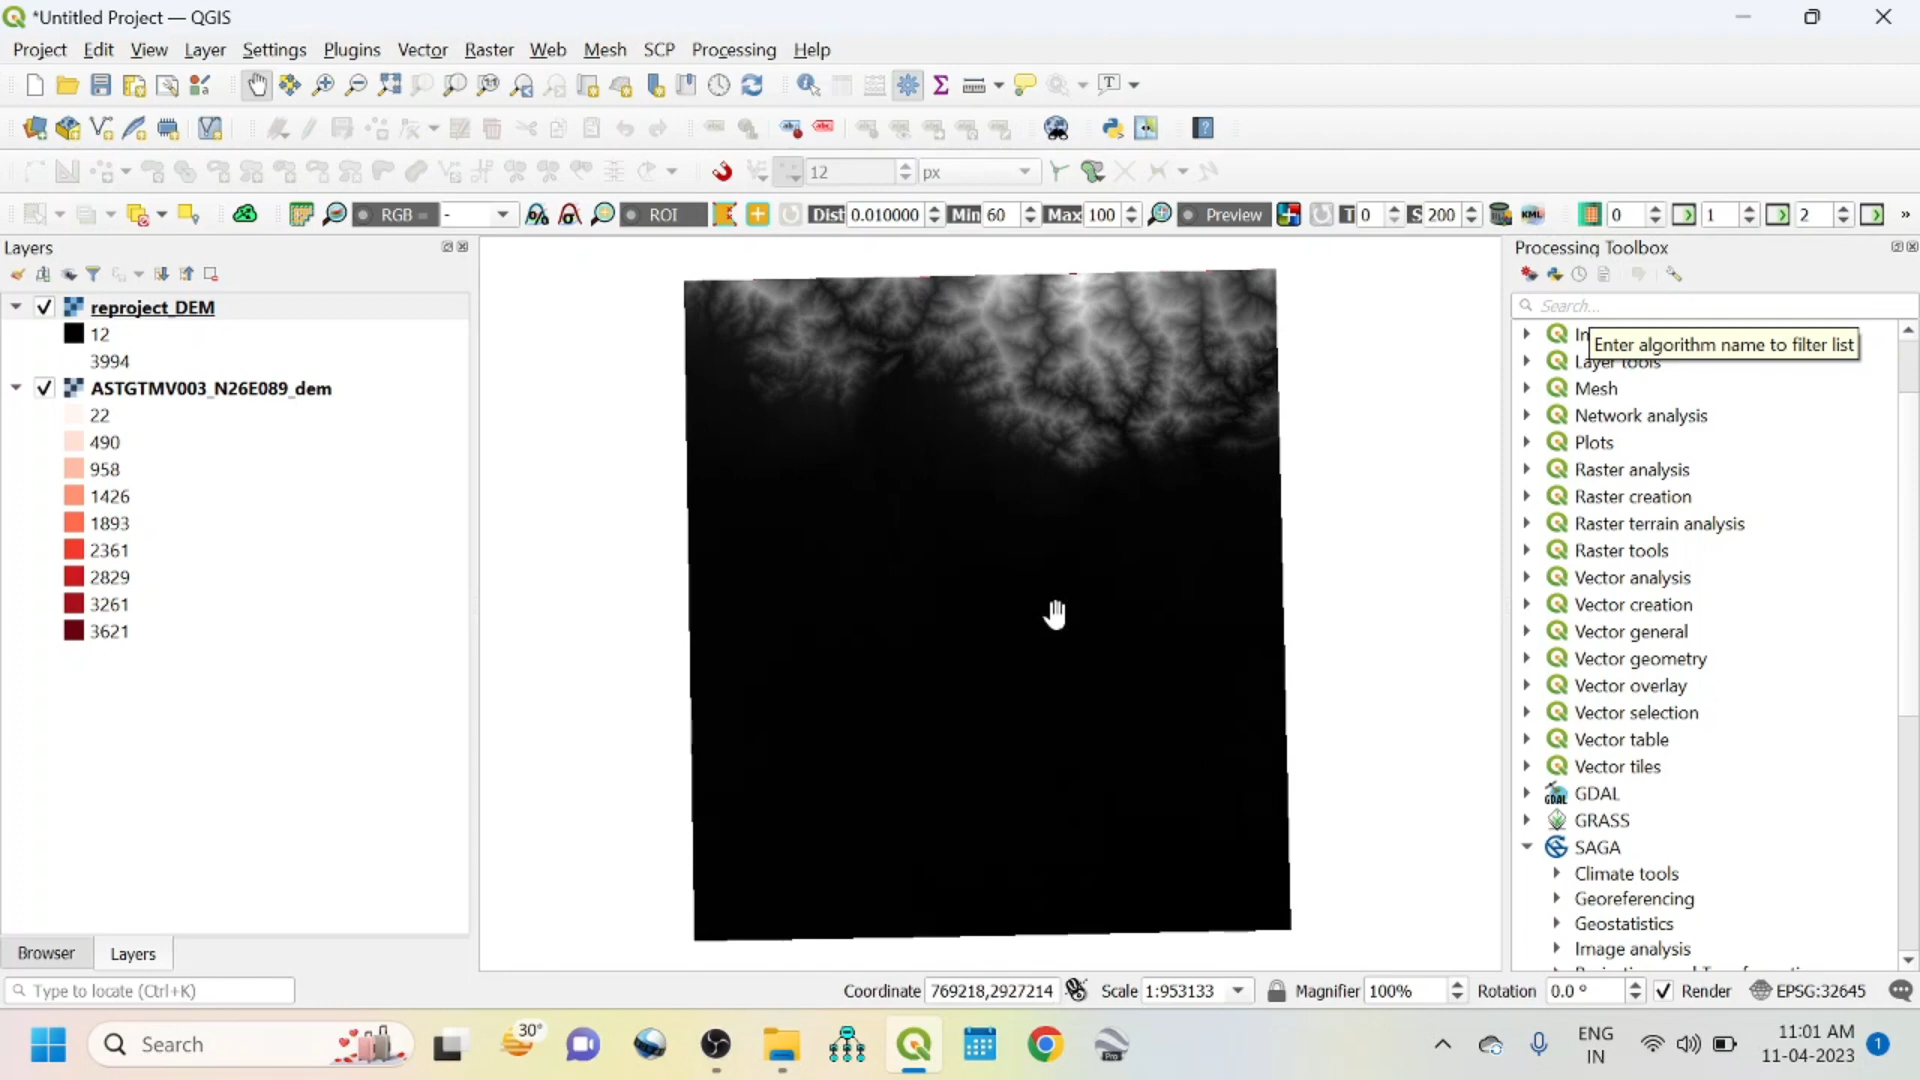 *Untitled Project — QGIS
Project Edit View Layer Settings Plugins Vector Raster Web Mesh SCP Processing Help
12 px
RGB = - ROI Dist 0.010000 Min 60 Max 100 Preview T 0 S 200 KML 0 1 2 »
Layers
reproject_DEM
12
3994
ASTGTMV003_N26E089_dem
22
490
958
1426
1893
2361
2829
3261
3621
Browser Layers
Processing Toolbox
Search...
Enter algorithm name to filter list
Layer tools
Mesh
Network analysis
Plots
Raster analysis
Raster creation
Raster terrain analysis
Raster tools
Vector analysis
Vector creation
Vector general
Vector geometry
Vector overlay
Vector selection
Vector table
Vector tiles
GDAL
GRASS
SAGA
Climate tools
Georeferencing
Geostatistics
Image analysis
Type to locate (Ctrl+K) Coordinate 769218,2927214 Scale 1:953133 Magnifier 100% Rotation 0.0 ° Render EPSG:32645
Search 30° ENG IN 11:01 AM
11-04-2023 1